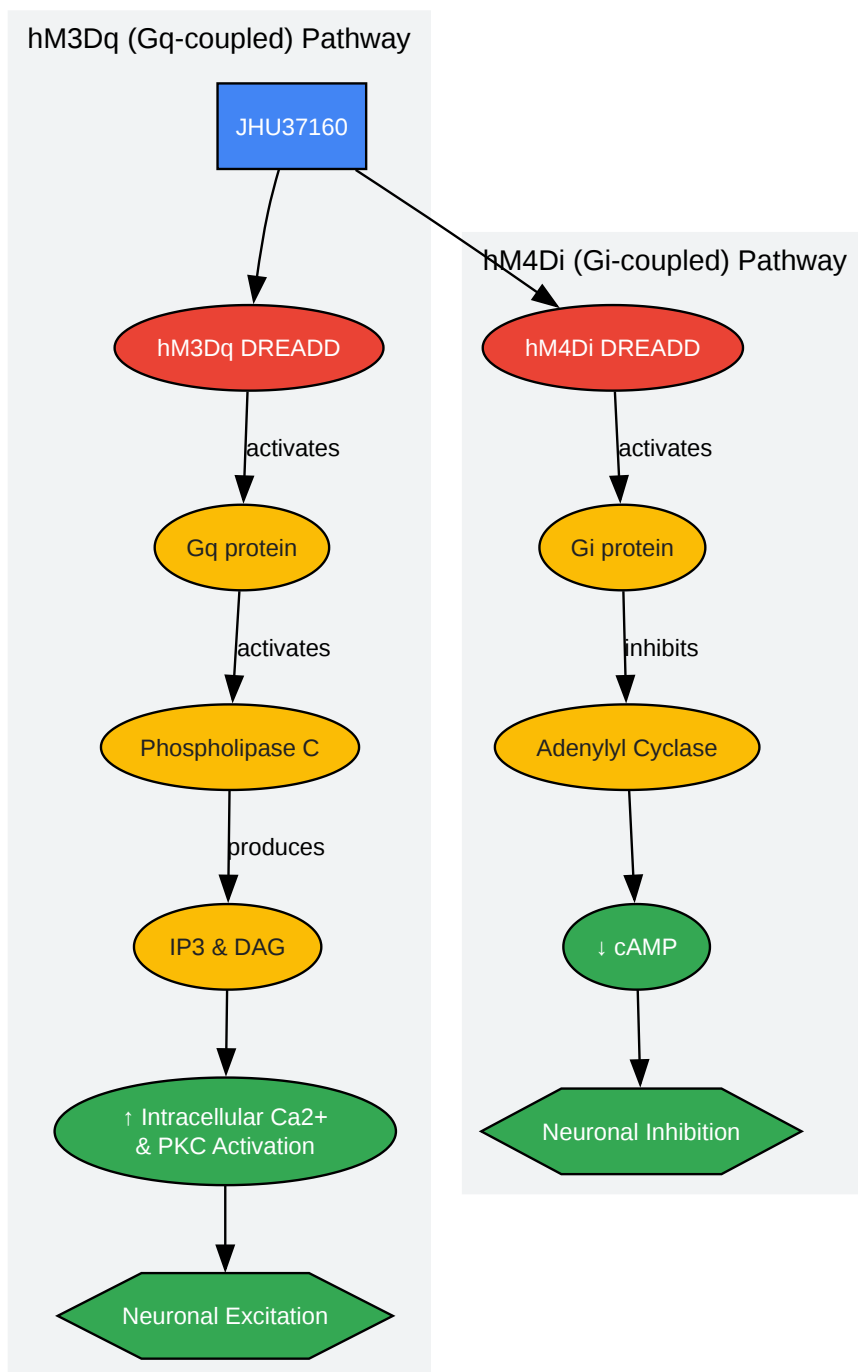 hM3Dq (Gq-coupled) Pathway
JHU37160
hM3Dq DREADD
activates
Gq protein
activates
Phospholipase C
produces
IP3 & DAG
↑ Intracellular Ca2+
& PKC Activation
Neuronal Excitation
hM4Di (Gi-coupled) Pathway
hM4Di DREADD
activates
Gi protein
inhibits
Adenylyl Cyclase
↓ cAMP
Neuronal Inhibition